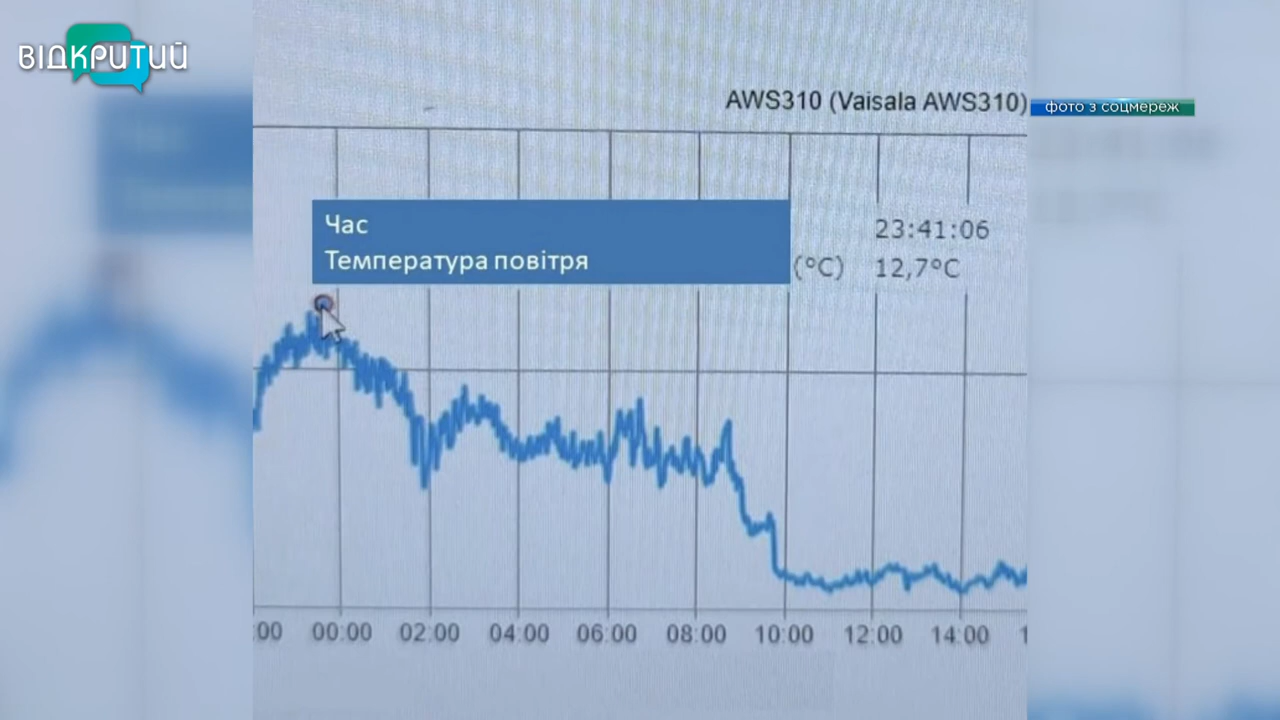 ВІДКРИТИЙ
AWS310 (Vaisala AWS310)
фото з соцмереж
Час 23:41:06
Температура повітря (°C) 12,7°C
:00 00:00 02:00 04:00 06:00 08:00 10:00 12:00 14:00 1